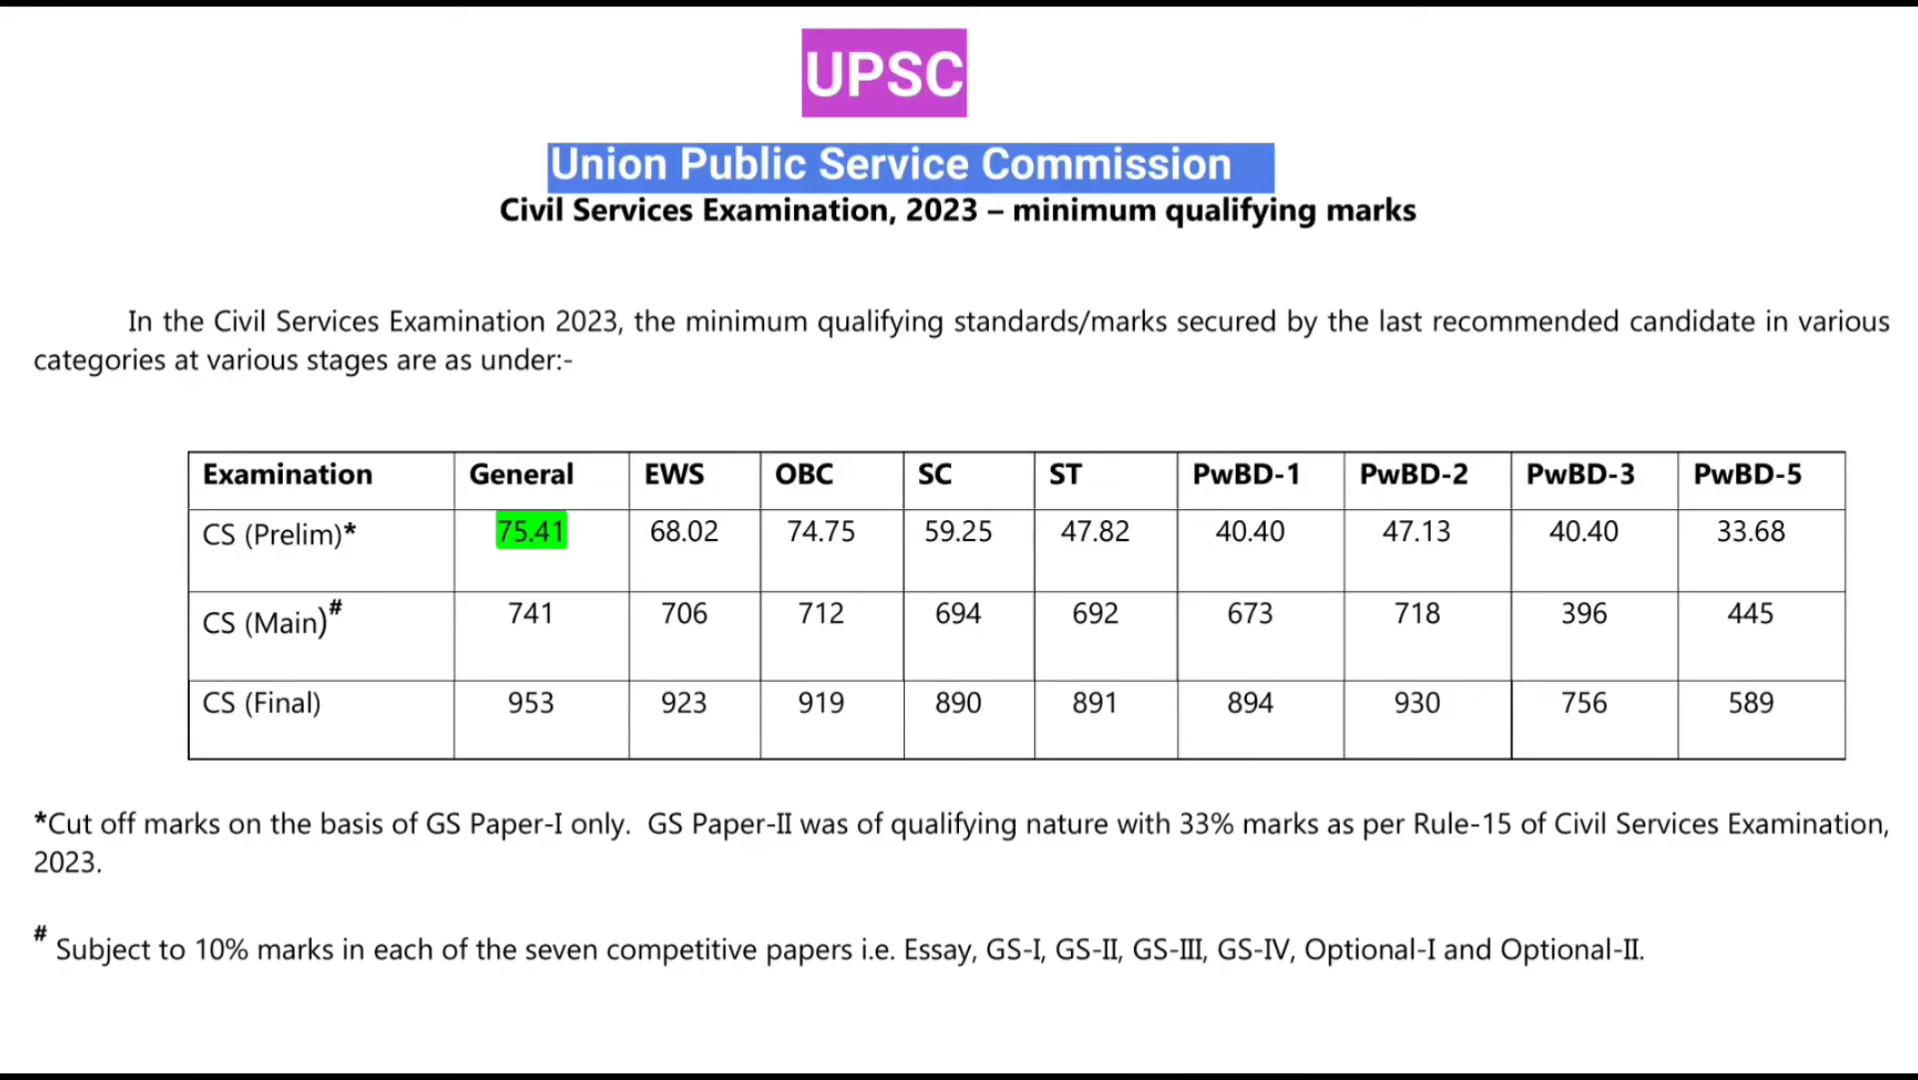 UPSC
Union Public Service Commission
Civil Services Examination, 2023 – minimum qualifying marks
In the Civil Services Examination 2023, the minimum qualifying standards/marks secured by the last recommended candidate in various
categories at various stages are as under:-
Examination General EWS OBC SC ST PwBD-1 PwBD-2 PwBD-3 PwBD-5
CS (Prelim)* 75.41 68.02 74.75 59.25 47.82 40.40 47.13 40.40 33.68
CS (Main)# 741 706 712 694 692 673 718 396 445
CS (Final) 953 923 919 890 891 894 930 756 589
*Cut off marks on the basis of GS Paper-I only. GS Paper-II was of qualifying nature with 33% marks as per Rule-15 of Civil Services Examination,
2023.
# Subject to 10% marks in each of the seven competitive papers i.e. Essay, GS-I, GS-II, GS-III, GS-IV, Optional-I and Optional-II.